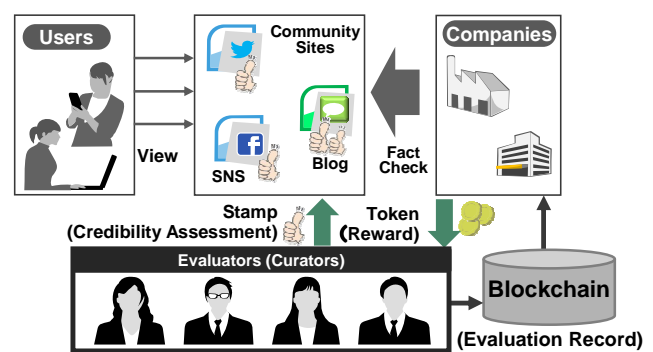 Users
Community
Sites
Companies
View
SNS
Blog
Fact
Check
Stamp
(Credibility Assessment)
Token
(Reward)
Evaluators (Curators)
Blockchain
(Evaluation Record)